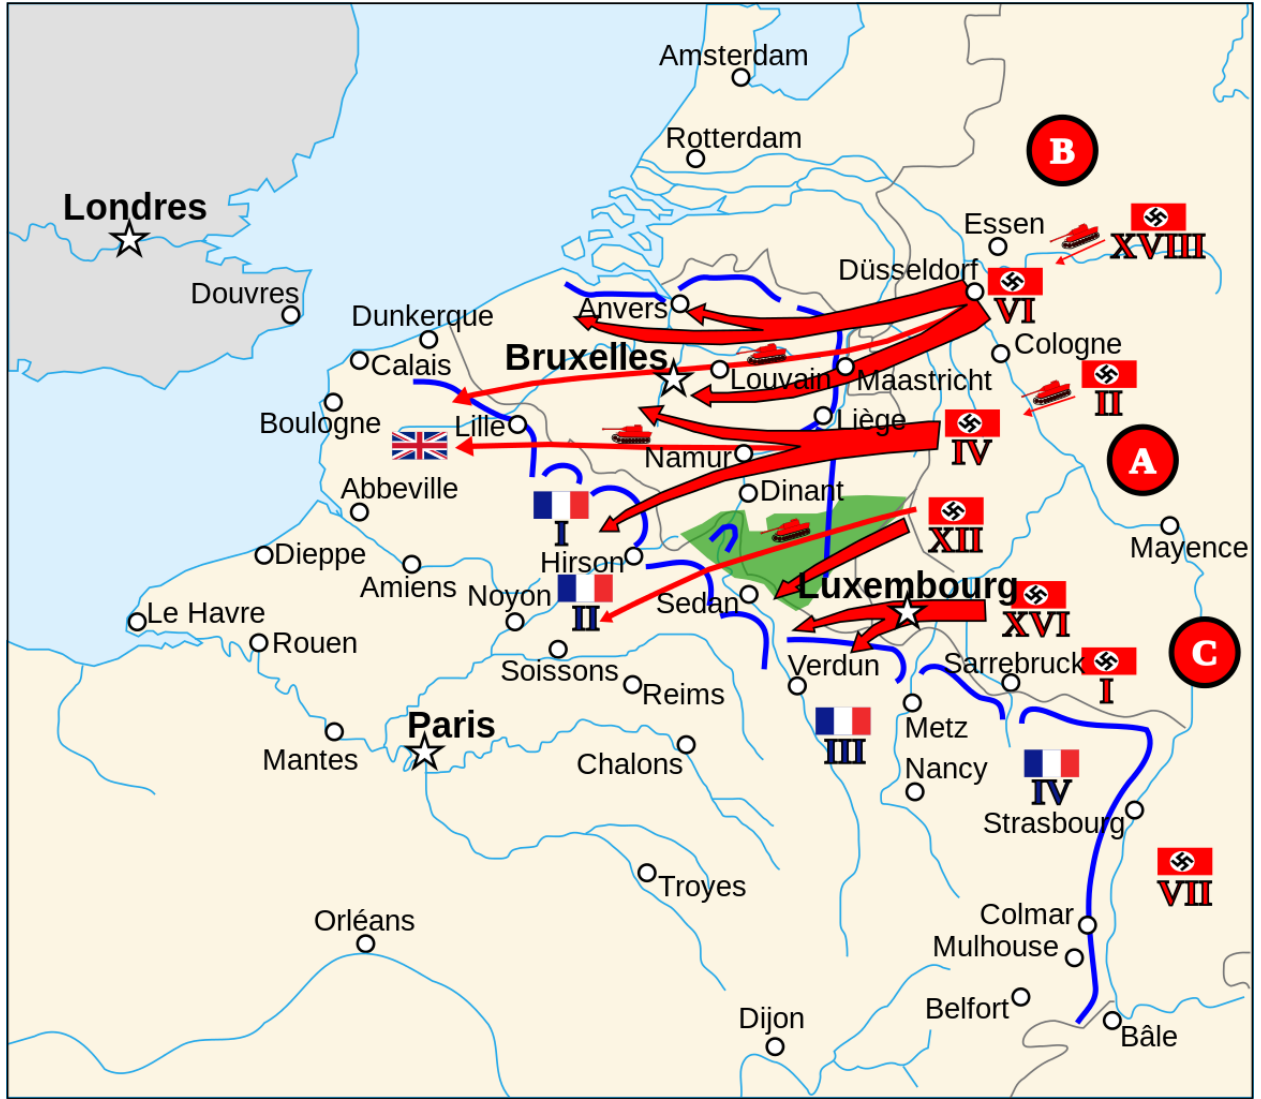 Amsterdam
Rotterdam
B
Londres
Essen
XVIII
Düsseldorf
VI
Douvres
Dunkerque
Anvers
Cologne
Bruxelles
Calais
Louvain
Maastricht
II
Boulogne
Lille
Liège
IV
Namur
A
Abbeville
Dinant
I
XII
Mayence
Dieppe
Hirson
Amiens
Luxembourg
Noyon
II
Sedan
Le Havre
XVI
Rouen
C
Soissons
Verdun
Sarrebruck
I
Reims
Paris
Metz
III
Mantes
Chalons
Nancy
IV
Strasbourg
Troyes
VII
Orléans
Colmar
Mulhouse
Belfort
Dijon
Bâle